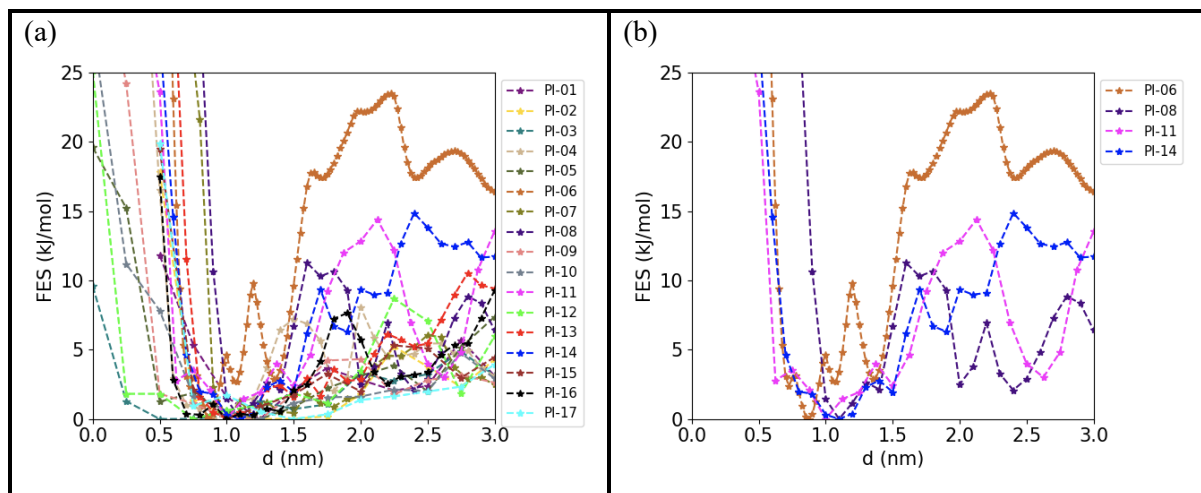 (a)
25
20
15
10
5
0
FES (kJ/mol)
0.0 0.5 1.0 1.5 2.0 2.5 3.0
d (nm)
PI-01
PI-02
PI-03
PI-04
PI-05
PI-06
PI-07
PI-08
PI-09
PI-10
PI-11
PI-12
PI-13
PI-14
PI-15
PI-16
PI-17
(b)
25
20
15
10
5
0
FES (kJ/mol)
0.0 0.5 1.0 1.5 2.0 2.5 3.0
d (nm)
PI-06
PI-08
PI-11
PI-14